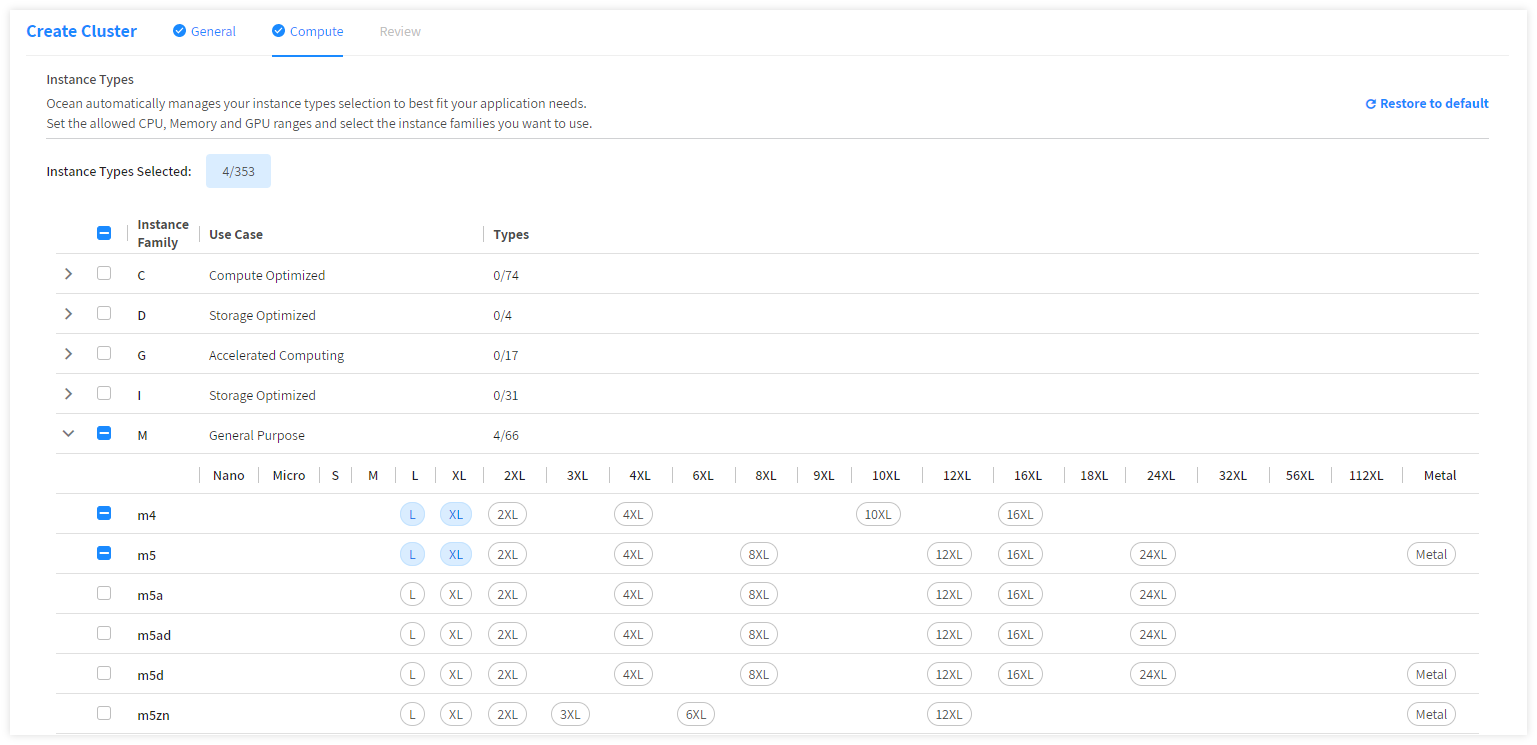 Create Cluster General Compute Review
Instance Types
Ocean automatically manages your instance types selection to best fit your application needs.
Set the allowed CPU, Memory and GPU ranges and select the instance families you want to use.
Restore to default
Instance Types Selected: 4/353
Instance Family Use Case Types
C Compute Optimized 0/74
D Storage Optimized 0/4
G Accelerated Computing 0/17
I Storage Optimized 0/31
M General Purpose 4/66
Nano Micro S M L XL 2XL 3XL 4XL 6XL 8XL 9XL 10XL 12XL 16XL 18XL 24XL 32XL 56XL 112XL Metal
m4 L XL 2XL 4XL 10XL 16XL
m5 L XL 2XL 4XL 8XL 12XL 16XL 24XL Metal
m5a L XL 2XL 4XL 8XL 12XL 16XL 24XL
m5ad L XL 2XL 4XL 8XL 12XL 16XL 24XL
m5d L XL 2XL 4XL 8XL 12XL 16XL 24XL Metal
m5zn L XL 2XL 3XL 6XL 12XL Metal